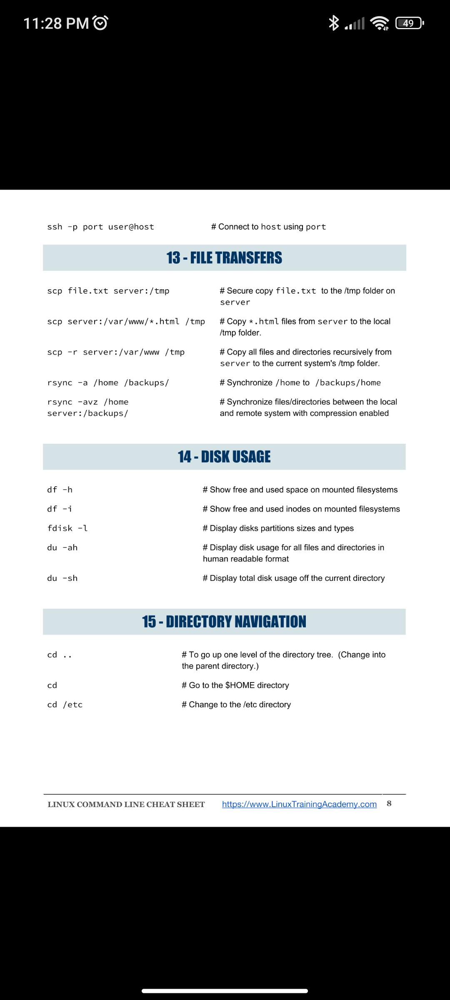 11:28 PM
49
ssh -p port user@host # Connect to host using port
13 - FILE TRANSFERS
scp file.txt server:/tmp # Secure copy file.txt to the /tmp folder on
server
scp server:/var/www/*.html /tmp # Copy *.html files from server to the local
/tmp folder.
scp -r server:/var/www /tmp # Copy all files and directories recursively from
server to the current system's /tmp folder.
rsync -a /home /backups/ # Synchronize /home to /backups/home
rsync -avz /home # Synchronize files/directories between the local
server:/backups/ and remote system with compression enabled
14 - DISK USAGE
df -h # Show free and used space on mounted filesystems
df -i # Show free and used inodes on mounted filesystems
fdisk -l # Display disks partitions sizes and types
du -ah # Display disk usage for all files and directories in
human readable format
du -sh # Display total disk usage off the current directory
15 - DIRECTORY NAVIGATION
cd .. # To go up one level of the directory tree. (Change into
the parent directory.)
cd # Go to the $HOME directory
cd /etc # Change to the /etc directory
LINUX COMMAND LINE CHEAT SHEET https://www.LinuxTrainingAcademy.com 8